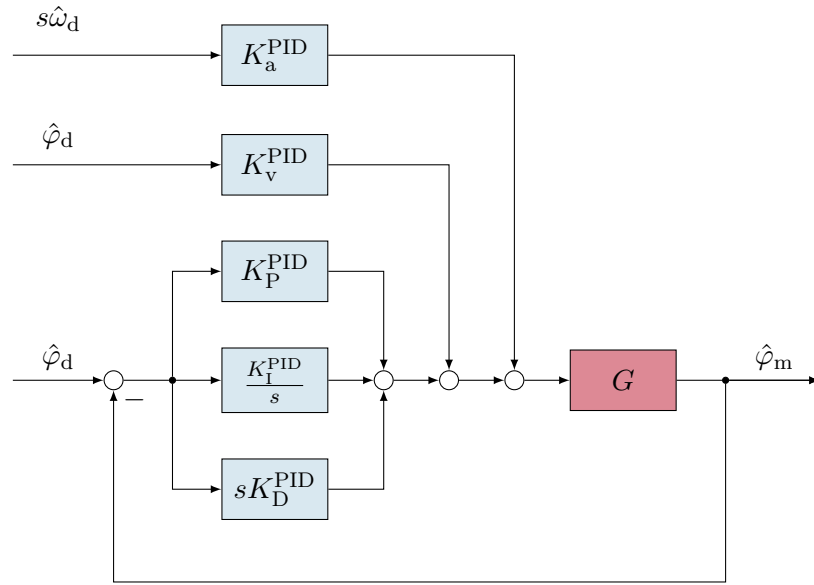 sω̂_d
K_a^PID
φ̂_d
K_v^PID
K_P^PID
φ̂_d
K_I^PID/s
G
φ̂_m
−
sK_D^PID